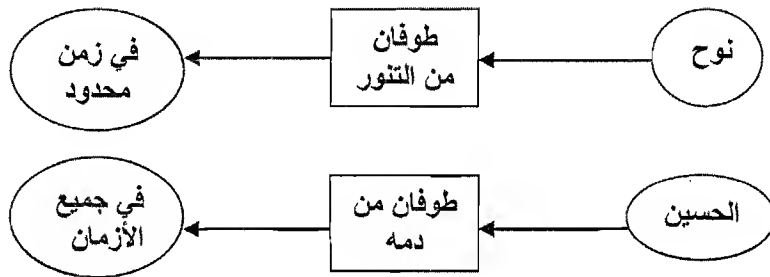 نوح
طوفان
من التنور
في زمن
محدود
الحسين
طوفان من
دمه
في جميع
الأزمان